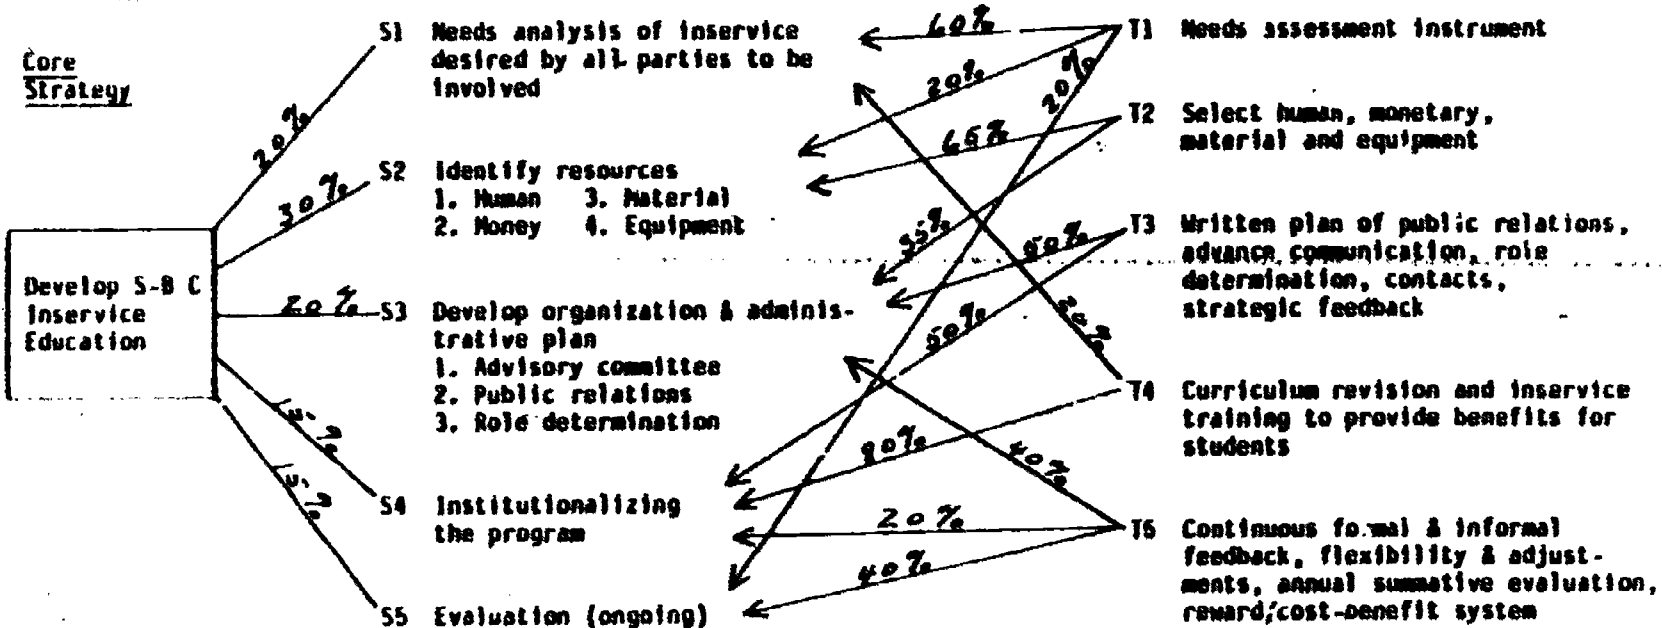 Core
Strategy
S1 Needs analysis of inservice
desired by all parties to be
involved
S2 Identify resources
1. Human 3. Material
2. Money 4. Equipment
Develop S-B C
Inservice
Education
S3 Develop organization & adminis-
trative plan
1. Advisory committee
2. Public relations
3. Role determination
S4 Institutionalizing
the program
S5 Evaluation (ongoing)
20%
30%
20%
15%
15%
60%
20%
20%
65%
35%
50%
50%
20%
80%
40%
20%
40%
T1 Needs assessment instrument
T2 Select human, monetary,
material and equipment
T3 Written plan of public relations,
advance communication, role
determination, contacts,
strategic feedback
T4 Curriculum revision and inservice
training to provide benefits for
students
Continuous formal & informal
feedback, flexibility & adjust-
ments, annual summative evaluation,
reward/cost-benefit system